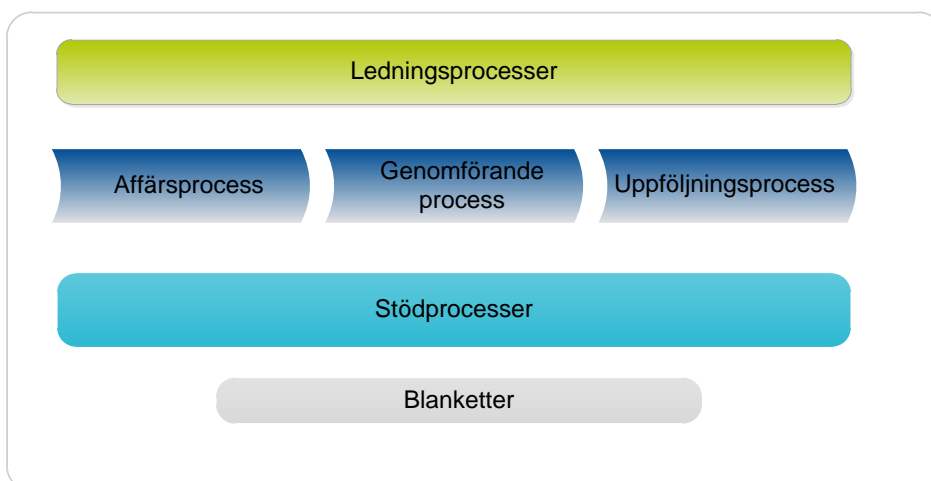 Ledningsprocesser
Affärsprocess
Genomförande
process
Uppföljningsprocess
Stödprocesser
Blanketter